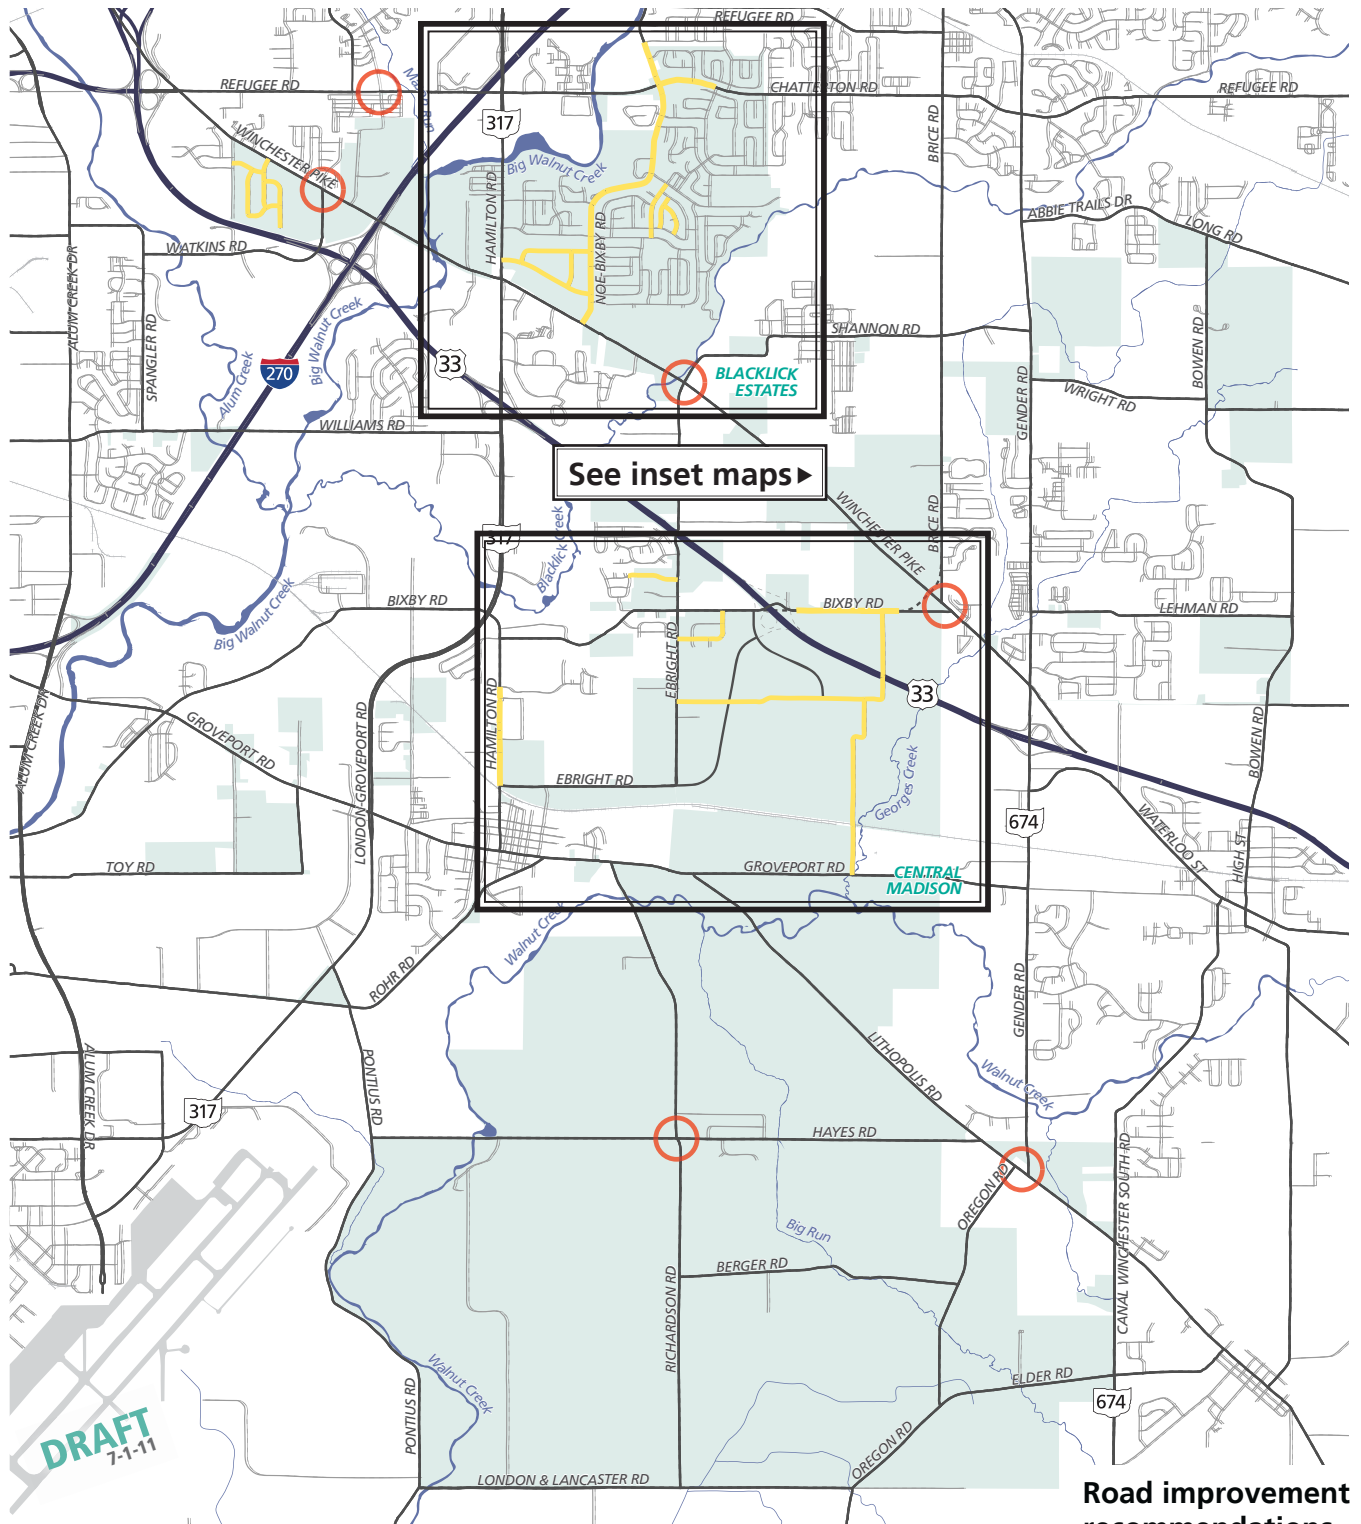 REFUGEE RD
REFUGEE RD
Mason Run
317
CHATTERTON RD
REFUGEE RD
BRICE RD
WINCHESTER PIKE
Big Walnut Creek
HAMILTON RD
NOE-BIXBY RD
ABBIE TRAILS DR
LONG RD
WATKINS RD
ALUM CREEK DR
SPANGLER RD
Big Walnut Creek
Alum Creek
270
33
SHANNON RD
BOWEN RD
BLACKLICK
ESTATES
GENDER RD
WRIGHT RD
WILLIAMS RD
See inset maps
WINCHESTER PIKE
BRICE RD
317
Blacklick Creek
BIXBY RD
BIXBY RD
LEHMAN RD
Big Walnut Creek
EBRIGHT RD
33
HAMILTON RD
ALUM CREEK DR
GROVEPORT RD
LONDON-GROVEPORT RD
BOWEN RD
EBRIGHT RD
Georges Creek
674
WATERLOO ST
HIGH ST
TOY RD
GROVEPORT RD
CENTRAL
MADISON
Walnut Creek
ROHR RD
GENDER RD
ALUM CREEK DR
PONTIUS RD
LITHOPOLIS RD
Walnut Creek
317
HAYES RD
CANAL WINCHESTER SOUTH RD
OREGON RD
Big Run
BERGER RD
RICHARDSON RD
Walnut Creek
ELDER RD
674
PONTIUS RD
DRAFT
7-1-11
OREGON RD
LONDON & LANCASTER RD
Road improvement